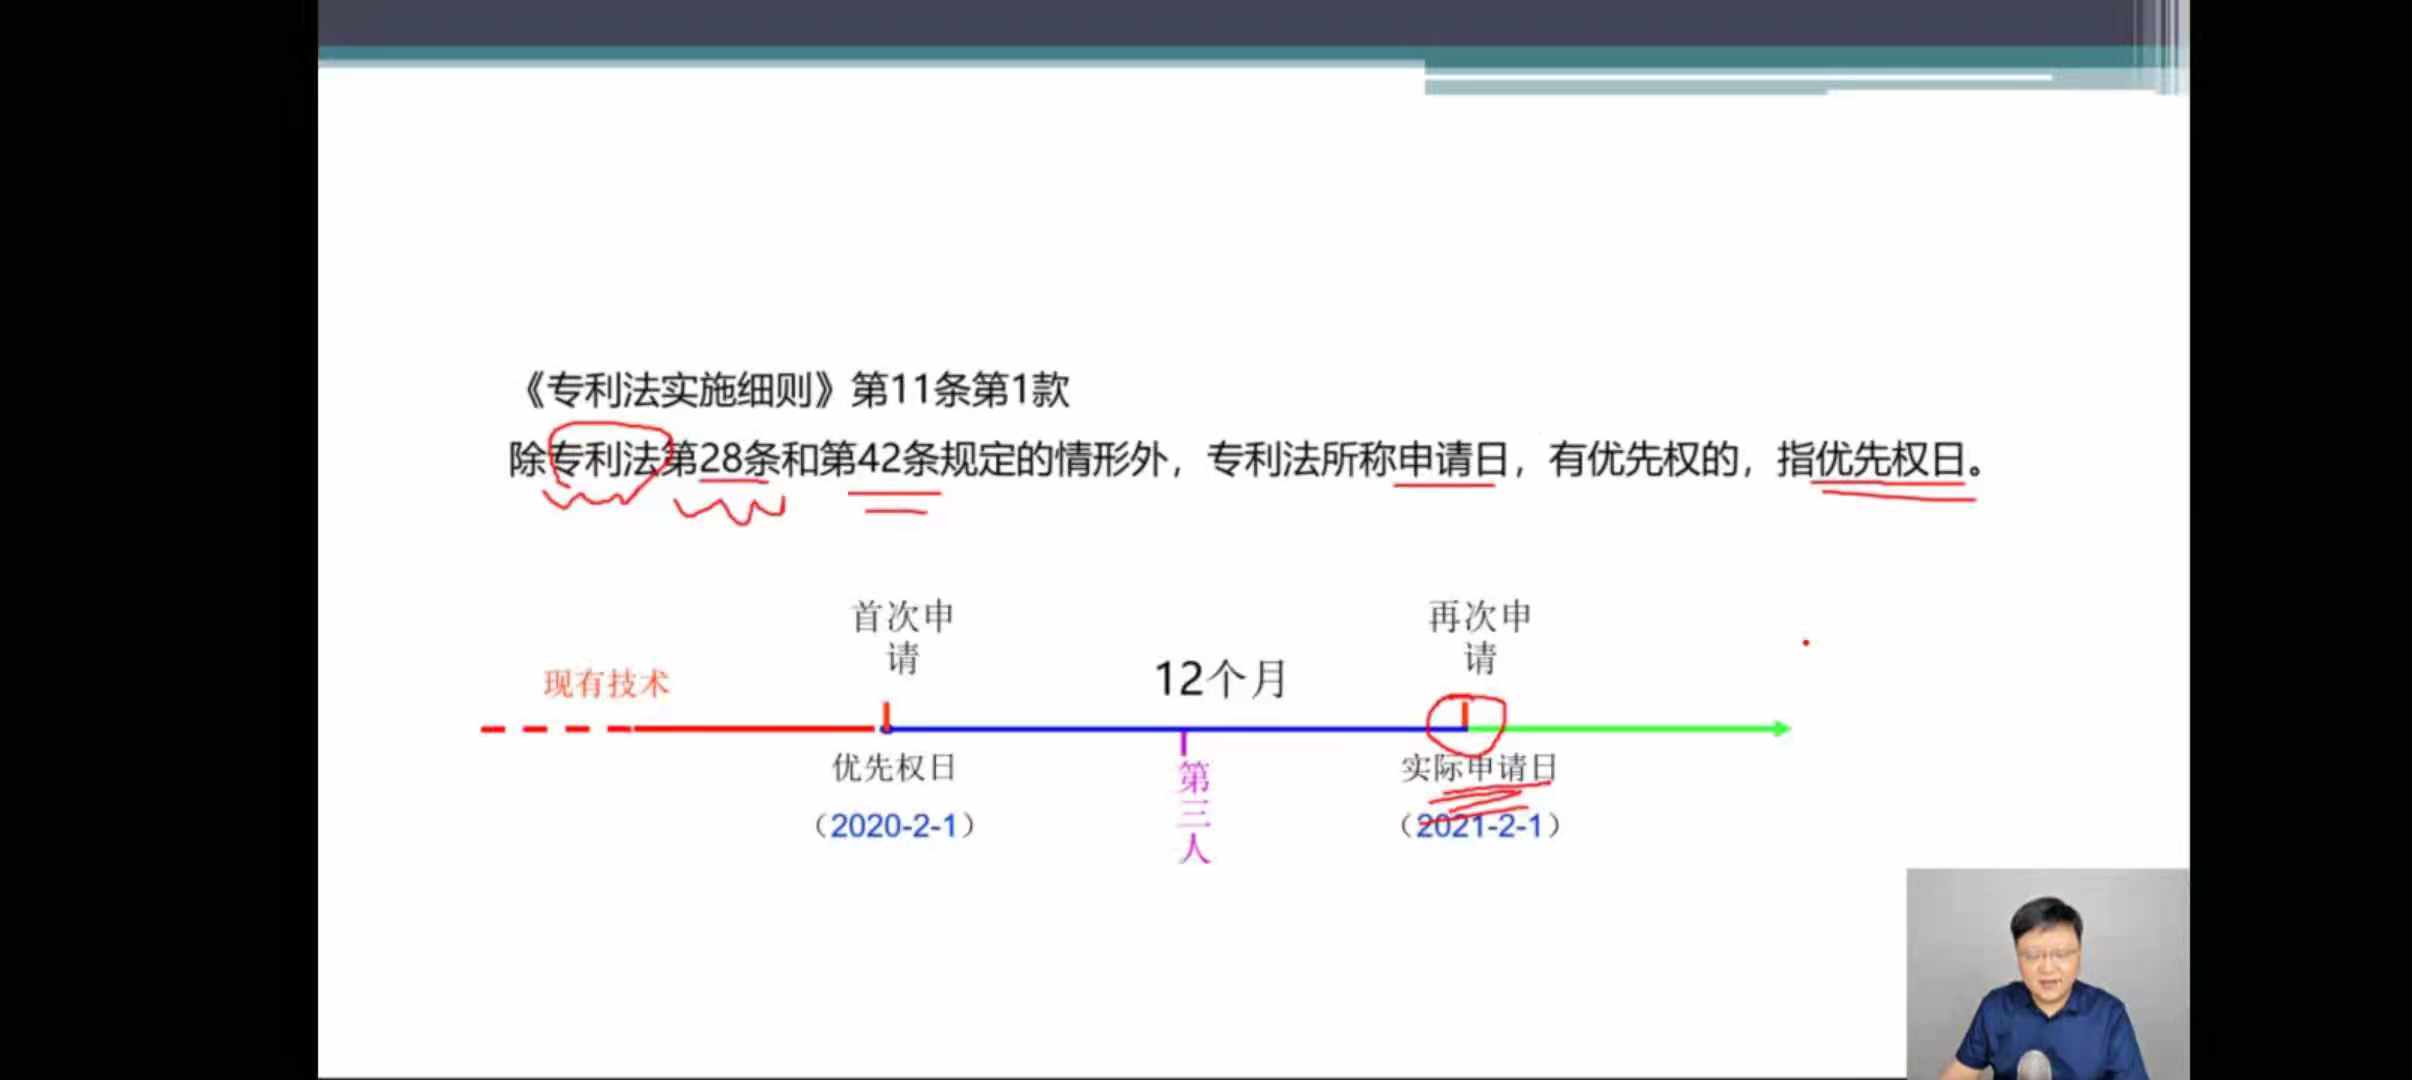 《专利法实施细则》第11条第1款
除专利法第28条和第42条规定的情形外，专利法所称申请日，有优先权的，指优先权日。
首次申
请
再次申
请
现有技术
12个月
优先权日
第三人
实际申请日
（2020-2-1）
（2021-2-1）